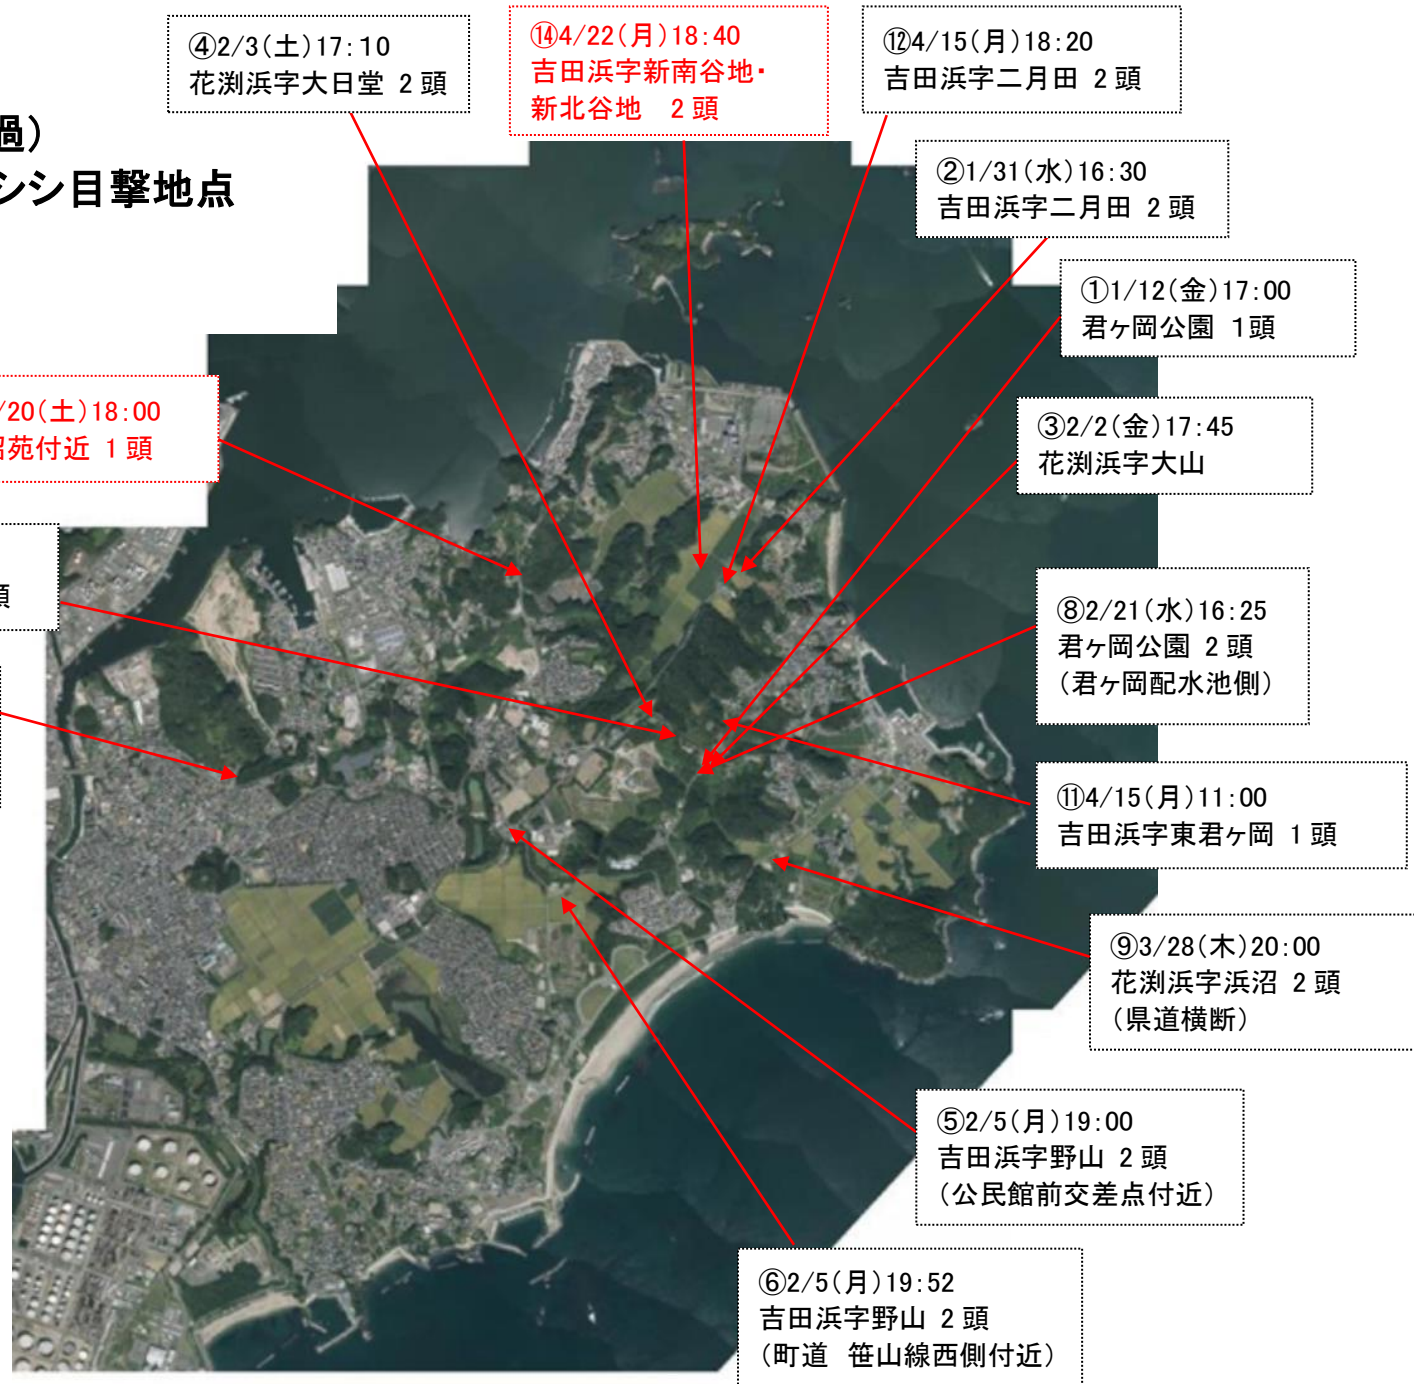 ④2/3(土)17:10
花渕浜字大日堂 2頭
⑭4/22(月)18:40
吉田浜字新南谷地・
新北谷地 2頭
⑫4/15(月)18:20
吉田浜字二月田 2頭
過)
シシ目撃地点
②1/31(水)16:30
吉田浜字二月田 2頭
①1/12(金)17:00
君ヶ岡公園 1頭
/20(土)18:00
苑付近 1頭
③2/2(金)17:45
花渕浜字大山
頭
⑧2/21(水)16:25
君ヶ岡公園 2頭
(君ヶ岡配水池側)
⑪4/15(月)11:00
吉田浜字東君ヶ岡 1頭
⑨3/28(木)20:00
花渕浜字浜沼 2頭
(県道横断)
⑤2/5(月)19:00
吉田浜字野山 2頭
(公民館前交差点付近)
⑥2/5(月)19:52
吉田浜字野山 2頭
(町道 笹山線西側付近)